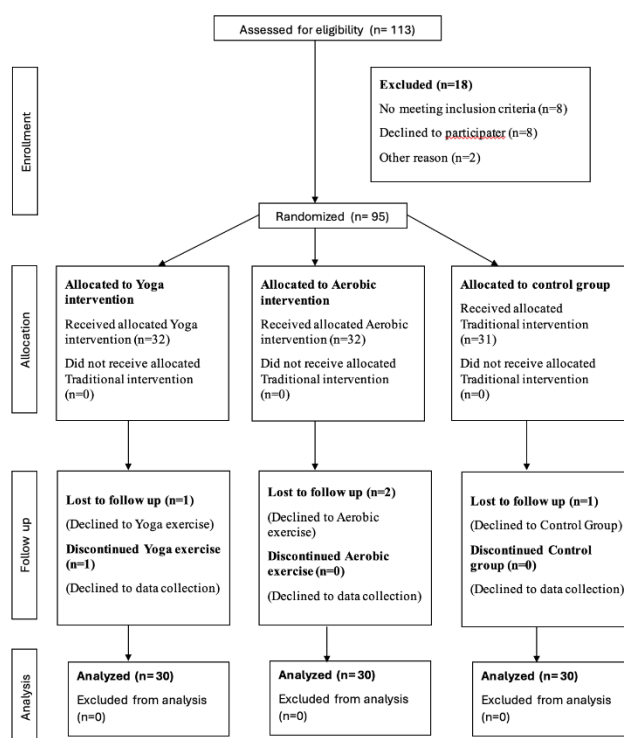 Assessed for eligibility (n= 113)
Enrollment
Excluded (n=18)
No meeting inclusion criteria (n=8)
Declined to participater (n=8)
Other reason (n=2)
Randomized (n= 95)
Allocation
Allocated to Yoga
intervention
Received allocated Yoga
intervention (n=32)
Did not receive allocated
Traditional intervention
(n=0)
Allocated to Aerobic
intervention
Received allocated Aerobic
intervention (n=32)
Did not receive allocated
Traditional intervention
(n=0)
Allocated to control group
Received allocated
Traditional intervention
(n=31)
Did not receive allocated
Traditional intervention
(n=0)
Follow up
Lost to follow up (n=1)
(Declined to Yoga exercise)
Discontinued Yoga exercise
(n=1)
(Declined to data collection)
Lost to follow up (n=2)
(Declined to Aerobic
exercise)
Discontinued Aerobic
exercise (n=0)
(Declined to data collection)
Lost to follow up (n=1)
(Declined to Control Group)
Discontinued Control
group (n=0)
(Declined to data collection)
Analysis
Analyzed (n=30)
Excluded from analysis
(n=0)
Analyzed (n=30)
Excluded from analysis
(n=0)
Analyzed (n=30)
Excluded from analysis
(n=0)